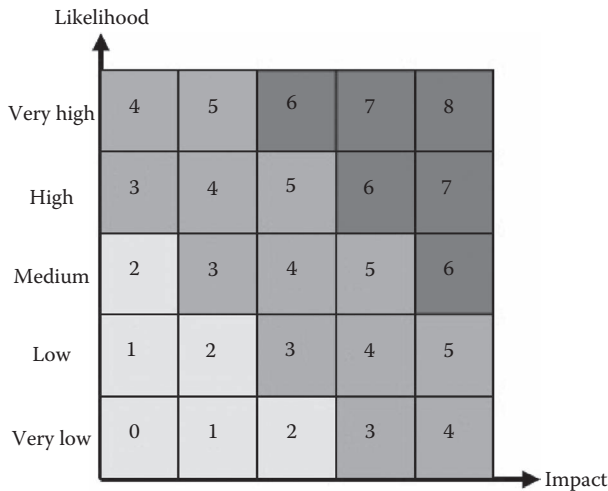 Likelihood
Very high 4 5 6 7 8
High 3 4 5 6 7
Medium 2 3 4 5 6
Low 1 2 3 4 5
Very low 0 1 2 3 4
Impact